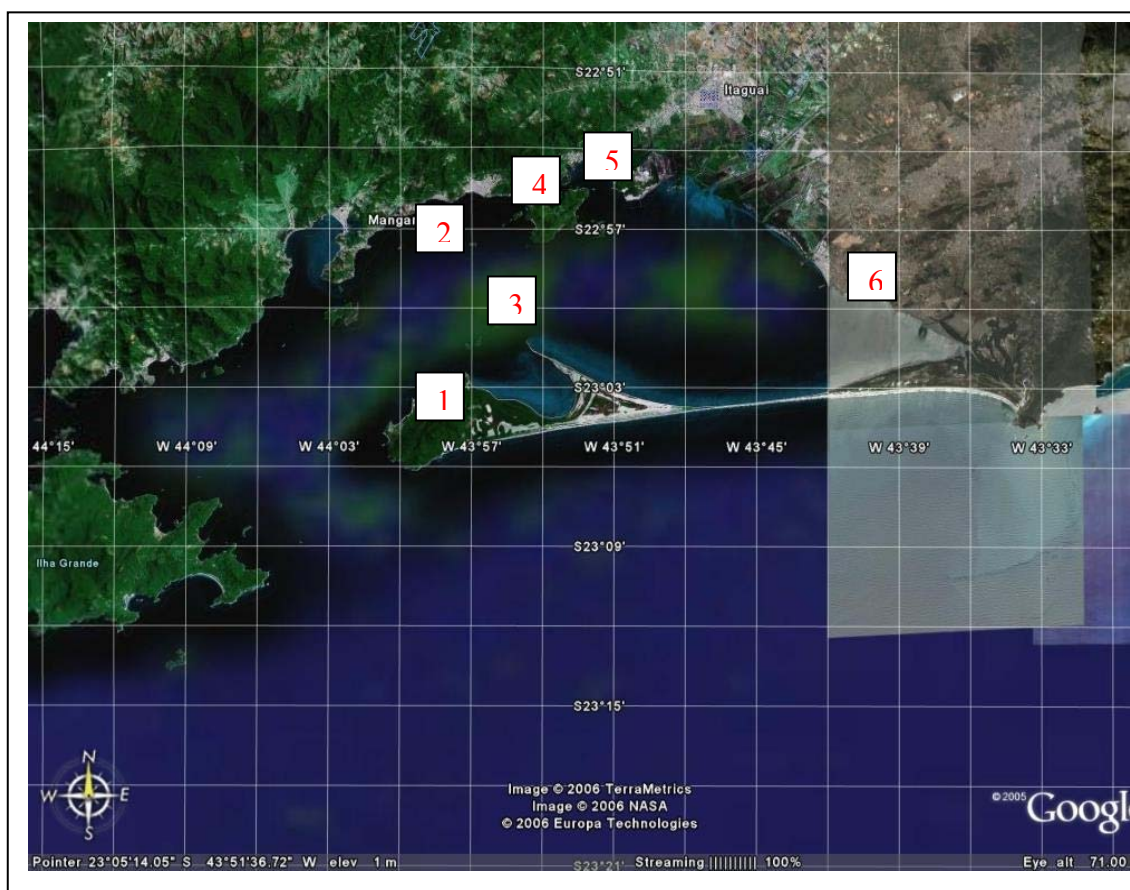 S22°51'
Itaguai
5
4
Mangar
2
S22°57'
6
3
1
S23°03'
44°15' W 44°09' W 44°03' W 43°57' W 43°51' W 43°45' W 43°39' W 43°33'
S23°09'
Ilha Grande
S23°15'
N
W E
S
Image © 2006 TerraMetrics
Image © 2006 NASA
© 2006 Europa Technologies
©2005 Google
Pointer 23°05'14.05" S 43°51'36.72" W elev 1 m S23°21' Streaming |||||||||| 100% Eye alt 71.00